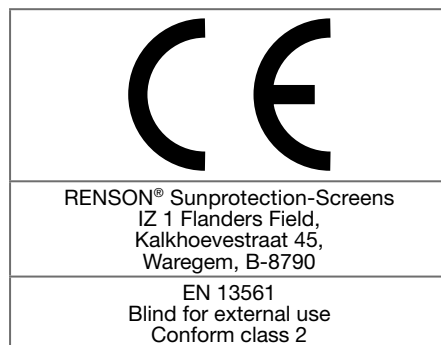 CE
RENSON® Sunprotection-Screens
IZ 1 Flanders Field,
Kalkhoevestraat 45,
Waregem, B-8790
EN 13561
Blind for external use
Conform class 2